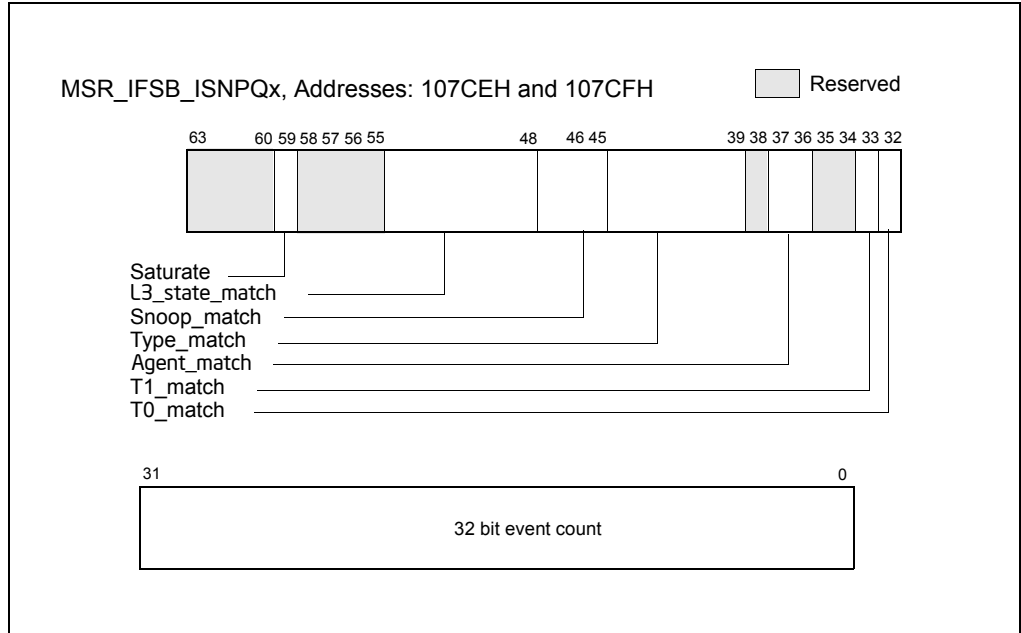 MSR_IFSB_ISNPQx, Addresses: 107CEH and 107CFH
Reserved
63 60 59 58 57 56 55 48 46 45 39 38 37 36 35 34 33 32
Saturate
L3_state_match
Snoop_match
Type_match
Agent_match
T1_match
T0_match
31 0
32 bit event count